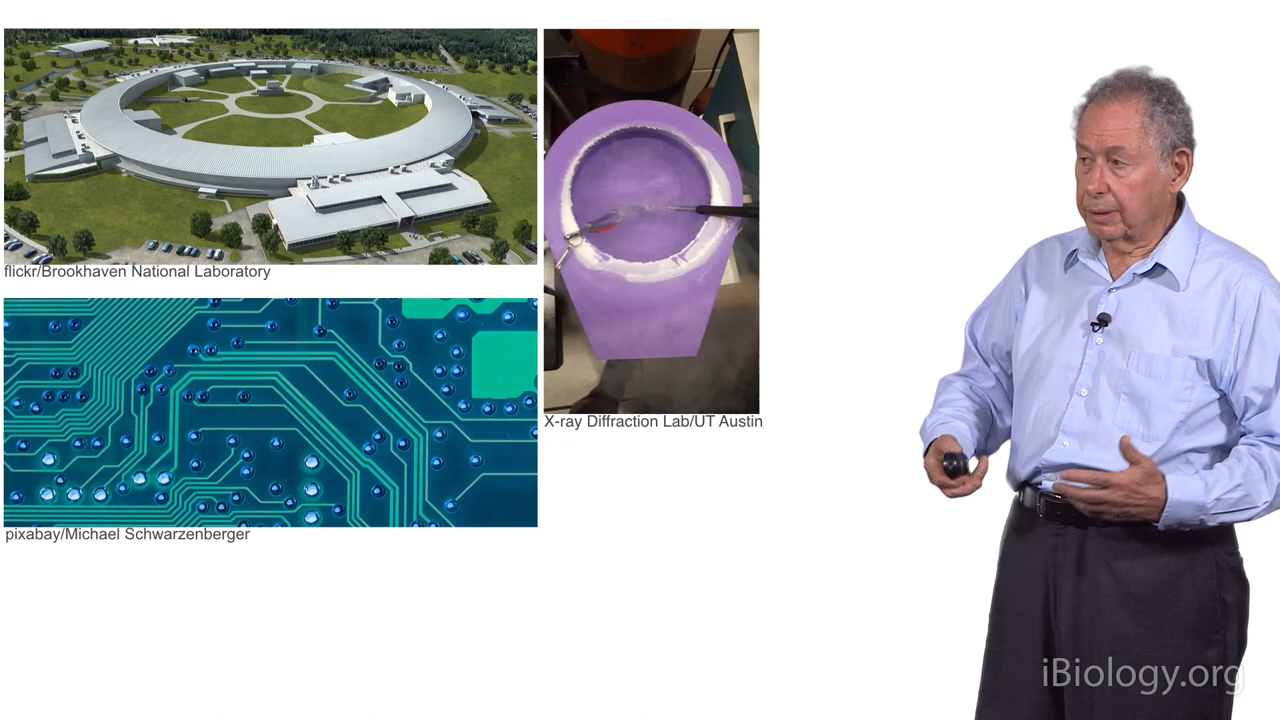 flickr/Brookhaven National Laboratory
X-ray Diffraction Lab/UT Austin
pixabay/Michael Schwarzenberger
iBiology.org